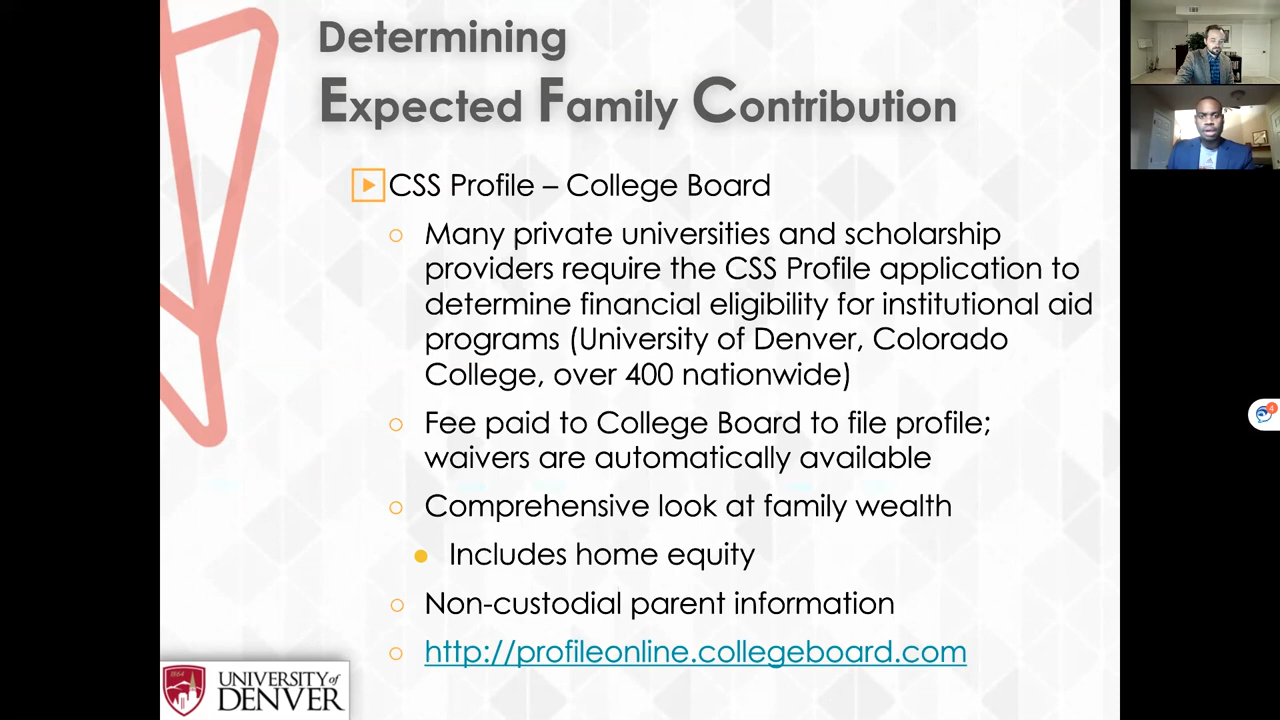 Determining
Expected Family Contribution
CSS Profile – College Board
Many private universities and scholarship
providers require the CSS Profile application to
determine financial eligibility for institutional aid
programs (University of Denver, Colorado
College, over 400 nationwide)
Fee paid to College Board to file profile;
waivers are automatically available
Comprehensive look at family wealth
Includes home equity
Non-custodial parent information
http://profileonline.collegeboard.com
4
1864
UNIVERSITY of
DENVER